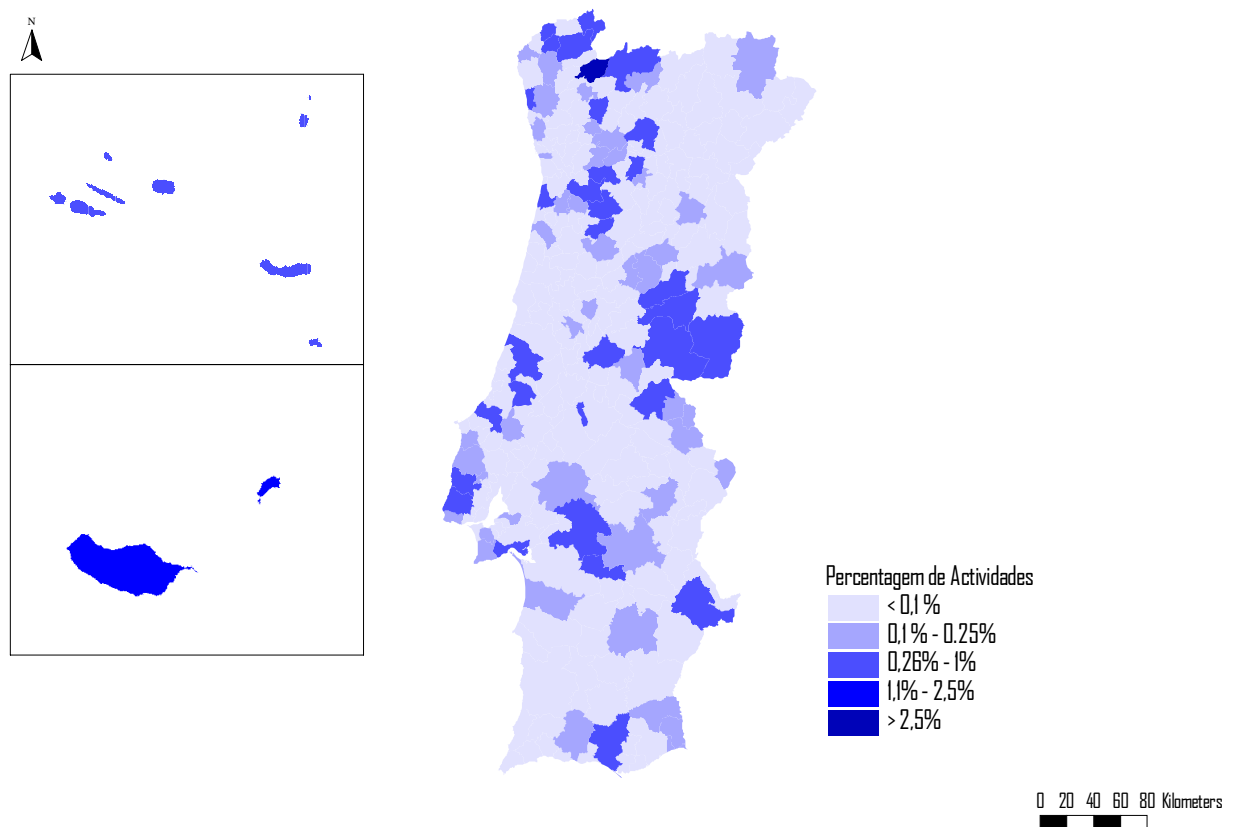 N
Percentagem de Actividades
< 0,1 %
0,1 % - 0.25%
0,26% - 1%
1,1% - 2,5%
> 2,5%
0 20 40 60 80 Kilometers